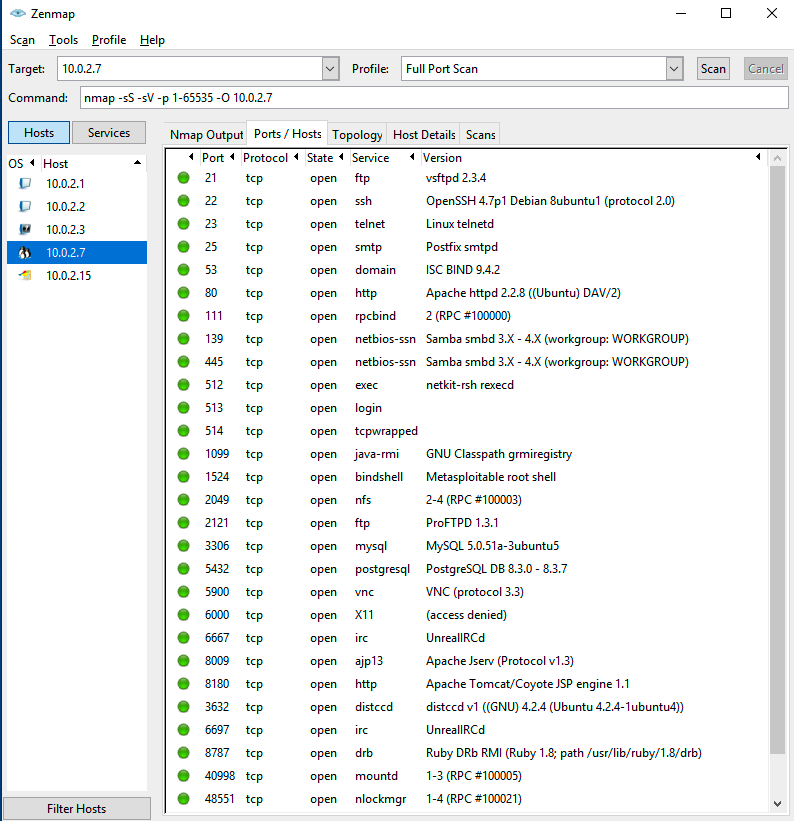 Zenmap
Scan Tools Profile Help
Target: 10.0.2.7 Profile: Full Port Scan Scan Cancel
Command: nmap -sS -sV -p 1-65535 -O 10.0.2.7
Hosts Services Nmap Output Ports / Hosts Topology Host Details Scans
OS Host
10.0.2.1
10.0.2.2
10.0.2.3
10.0.2.7
10.0.2.15
Filter Hosts
Port Protocol State Service Version
21 tcp open ftp vsftpd 2.3.4
22 tcp open ssh OpenSSH 4.7p1 Debian 8ubuntu1 (protocol 2.0)
23 tcp open telnet Linux telnetd
25 tcp open smtp Postfix smtpd
53 tcp open domain ISC BIND 9.4.2
80 tcp open http Apache httpd 2.2.8 ((Ubuntu) DAV/2)
111 tcp open rpcbind 2 (RPC #100000)
139 tcp open netbios-ssn Samba smbd 3.X - 4.X (workgroup: WORKGROUP)
445 tcp open netbios-ssn Samba smbd 3.X - 4.X (workgroup: WORKGROUP)
512 tcp open exec netkit-rsh rexecd
513 tcp open login
514 tcp open tcpwrapped
1099 tcp open java-rmi GNU Classpath grmiregistry
1524 tcp open bindshell Metasploitable root shell
2049 tcp open nfs 2-4 (RPC #100003)
2121 tcp open ftp ProFTPD 1.3.1
3306 tcp open mysql MySQL 5.0.51a-3ubuntu5
5432 tcp open postgresql PostgreSQL DB 8.3.0 - 8.3.7
5900 tcp open vnc VNC (protocol 3.3)
6000 tcp open X11 (access denied)
6667 tcp open irc UnrealIRCd
8009 tcp open ajp13 Apache Jserv (Protocol v1.3)
8180 tcp open http Apache Tomcat/Coyote JSP engine 1.1
3632 tcp open distccd distccd v1 ((GNU) 4.2.4 (Ubuntu 4.2.4-1ubuntu4))
6697 tcp open irc UnrealIRCd
8787 tcp open drb Ruby DRb RMI (Ruby 1.8; path /usr/lib/ruby/1.8/drb)
40998 tcp open mountd 1-3 (RPC #100005)
48551 tcp open nlockmgr 1-4 (RPC #100021)